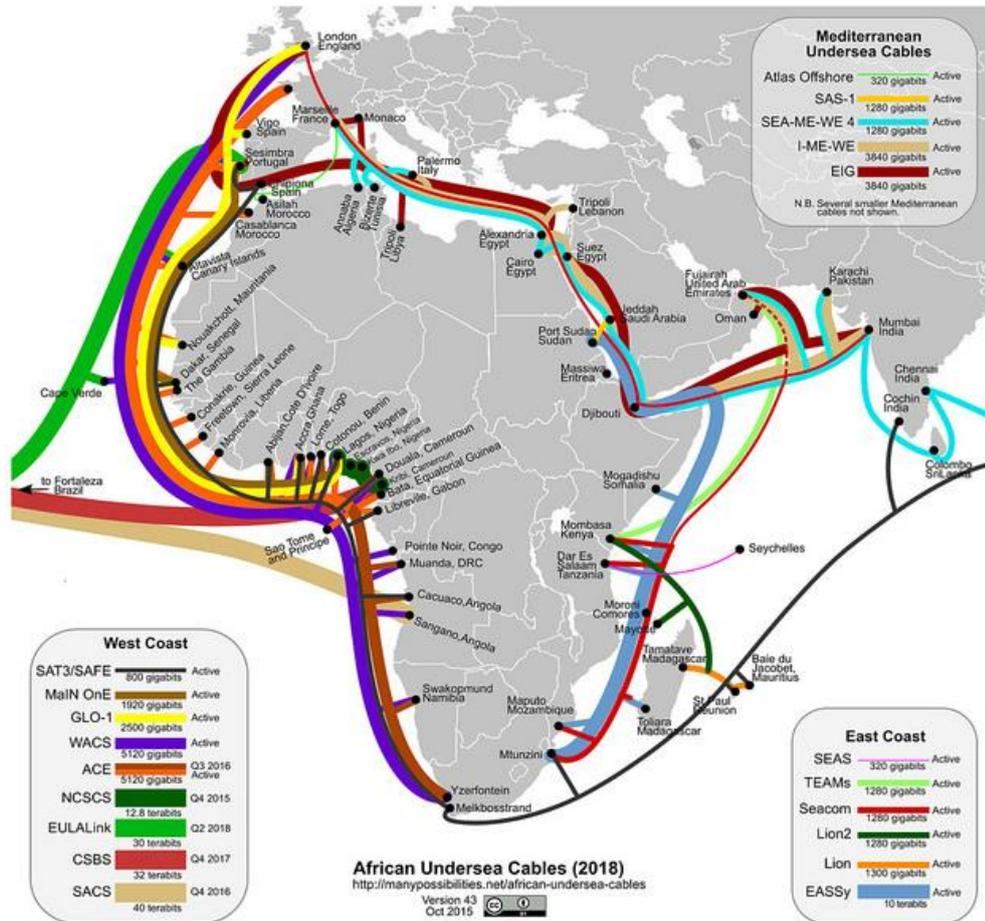 London
England
Vigo
Spain
Sesimbra
Portugal
Chipiona
Spain
Asilah
Morocco
Casablanca
Morocco
Altavista
Canary Islands
Marseille
France
Monaco
Palermo
Italy
Annaba
Algeria
Bizerte
Tunisia
Tripoli
Libya
Tripoli
Lebanon
Alexandria
Egypt
Cairo
Egypt
Suez
Egypt
Jeddah
Saudi Arabia
Port Sudan
Sudan
Massiwa
Eritrea
Djibouti
Fujairah
United Arab
Emirates
Oman
Karachi
Pakistan
Mumbai
India
Chennai
India
Cochin
India
Colombo
SriLanka
Mediterranean
Undersea Cables
Atlas Offshore 320 gigabits Active
SAS-1 1280 gigabits Active
SEA-ME-WE 4 1280 gigabits Active
I-ME-WE 3840 gigabits Active
EIG 3840 gigabits Active
N.B. Several smaller Mediterranean
cables not shown.
Nouakchott, Mauritania
Dakar, Senegal
The Gambia
Cape Verde
Conakrie, Guinea
Freetown, Sierra Leone
Monrovia, Liberia
Abijan,Cote D'Ivoire
Accra,Ghana
Lome, Togo
Cotonou, Benin
Lagos, Nigeria
Escravos, Nigeria
Kwa Ibo, Nigeria
Douala, Cameroun
Kribi, Cameroun
Bata, Equatorial Guinea
Libreville, Gabon
to Fortaleza
Brazil
Sao Tome
and Principe
Pointe Noir, Congo
Muanda, DRC
Cacuaco,Angola
Sangano,Angola
Swakopmund
Namibia
Yzerfontein
Melkbosstrand
Mogadishu
Somalia
Mombasa
Kenya
Dar Es
Salaam
Tanzania
Seychelles
Moroni
Comores
Mayotte
Tamatave
Madagascar
Baie du
Jacobet,
Mauritius
St Paul
Reunion
Toliara
Madagascar
Maputo
Mozambique
Mtunzini
West Coast
SAT3/SAFE 800 gigabits Active
MaIN OnE 1920 gigabits Active
GLO-1 2500 gigabits Active
WACS 5120 gigabits Active
ACE 5120 gigabits Q3 2016 Active
NCSCS 12.8 terabits Q4 2015
EULALink 30 terabits Q2 2018
CSBS 32 terabits Q4 2017
SACS 40 terabits Q4 2016
East Coast
SEAS 320 gigabits Active
TEAMs 1280 gigabits Active
Seacom 1280 gigabits Active
Lion2 1280 gigabits Active
Lion 1300 gigabits Active
EASSy 10 terabits Active
African Undersea Cables (2018)
http://manypossibilities.net/african-undersea-cables
Version 43
Oct 2015